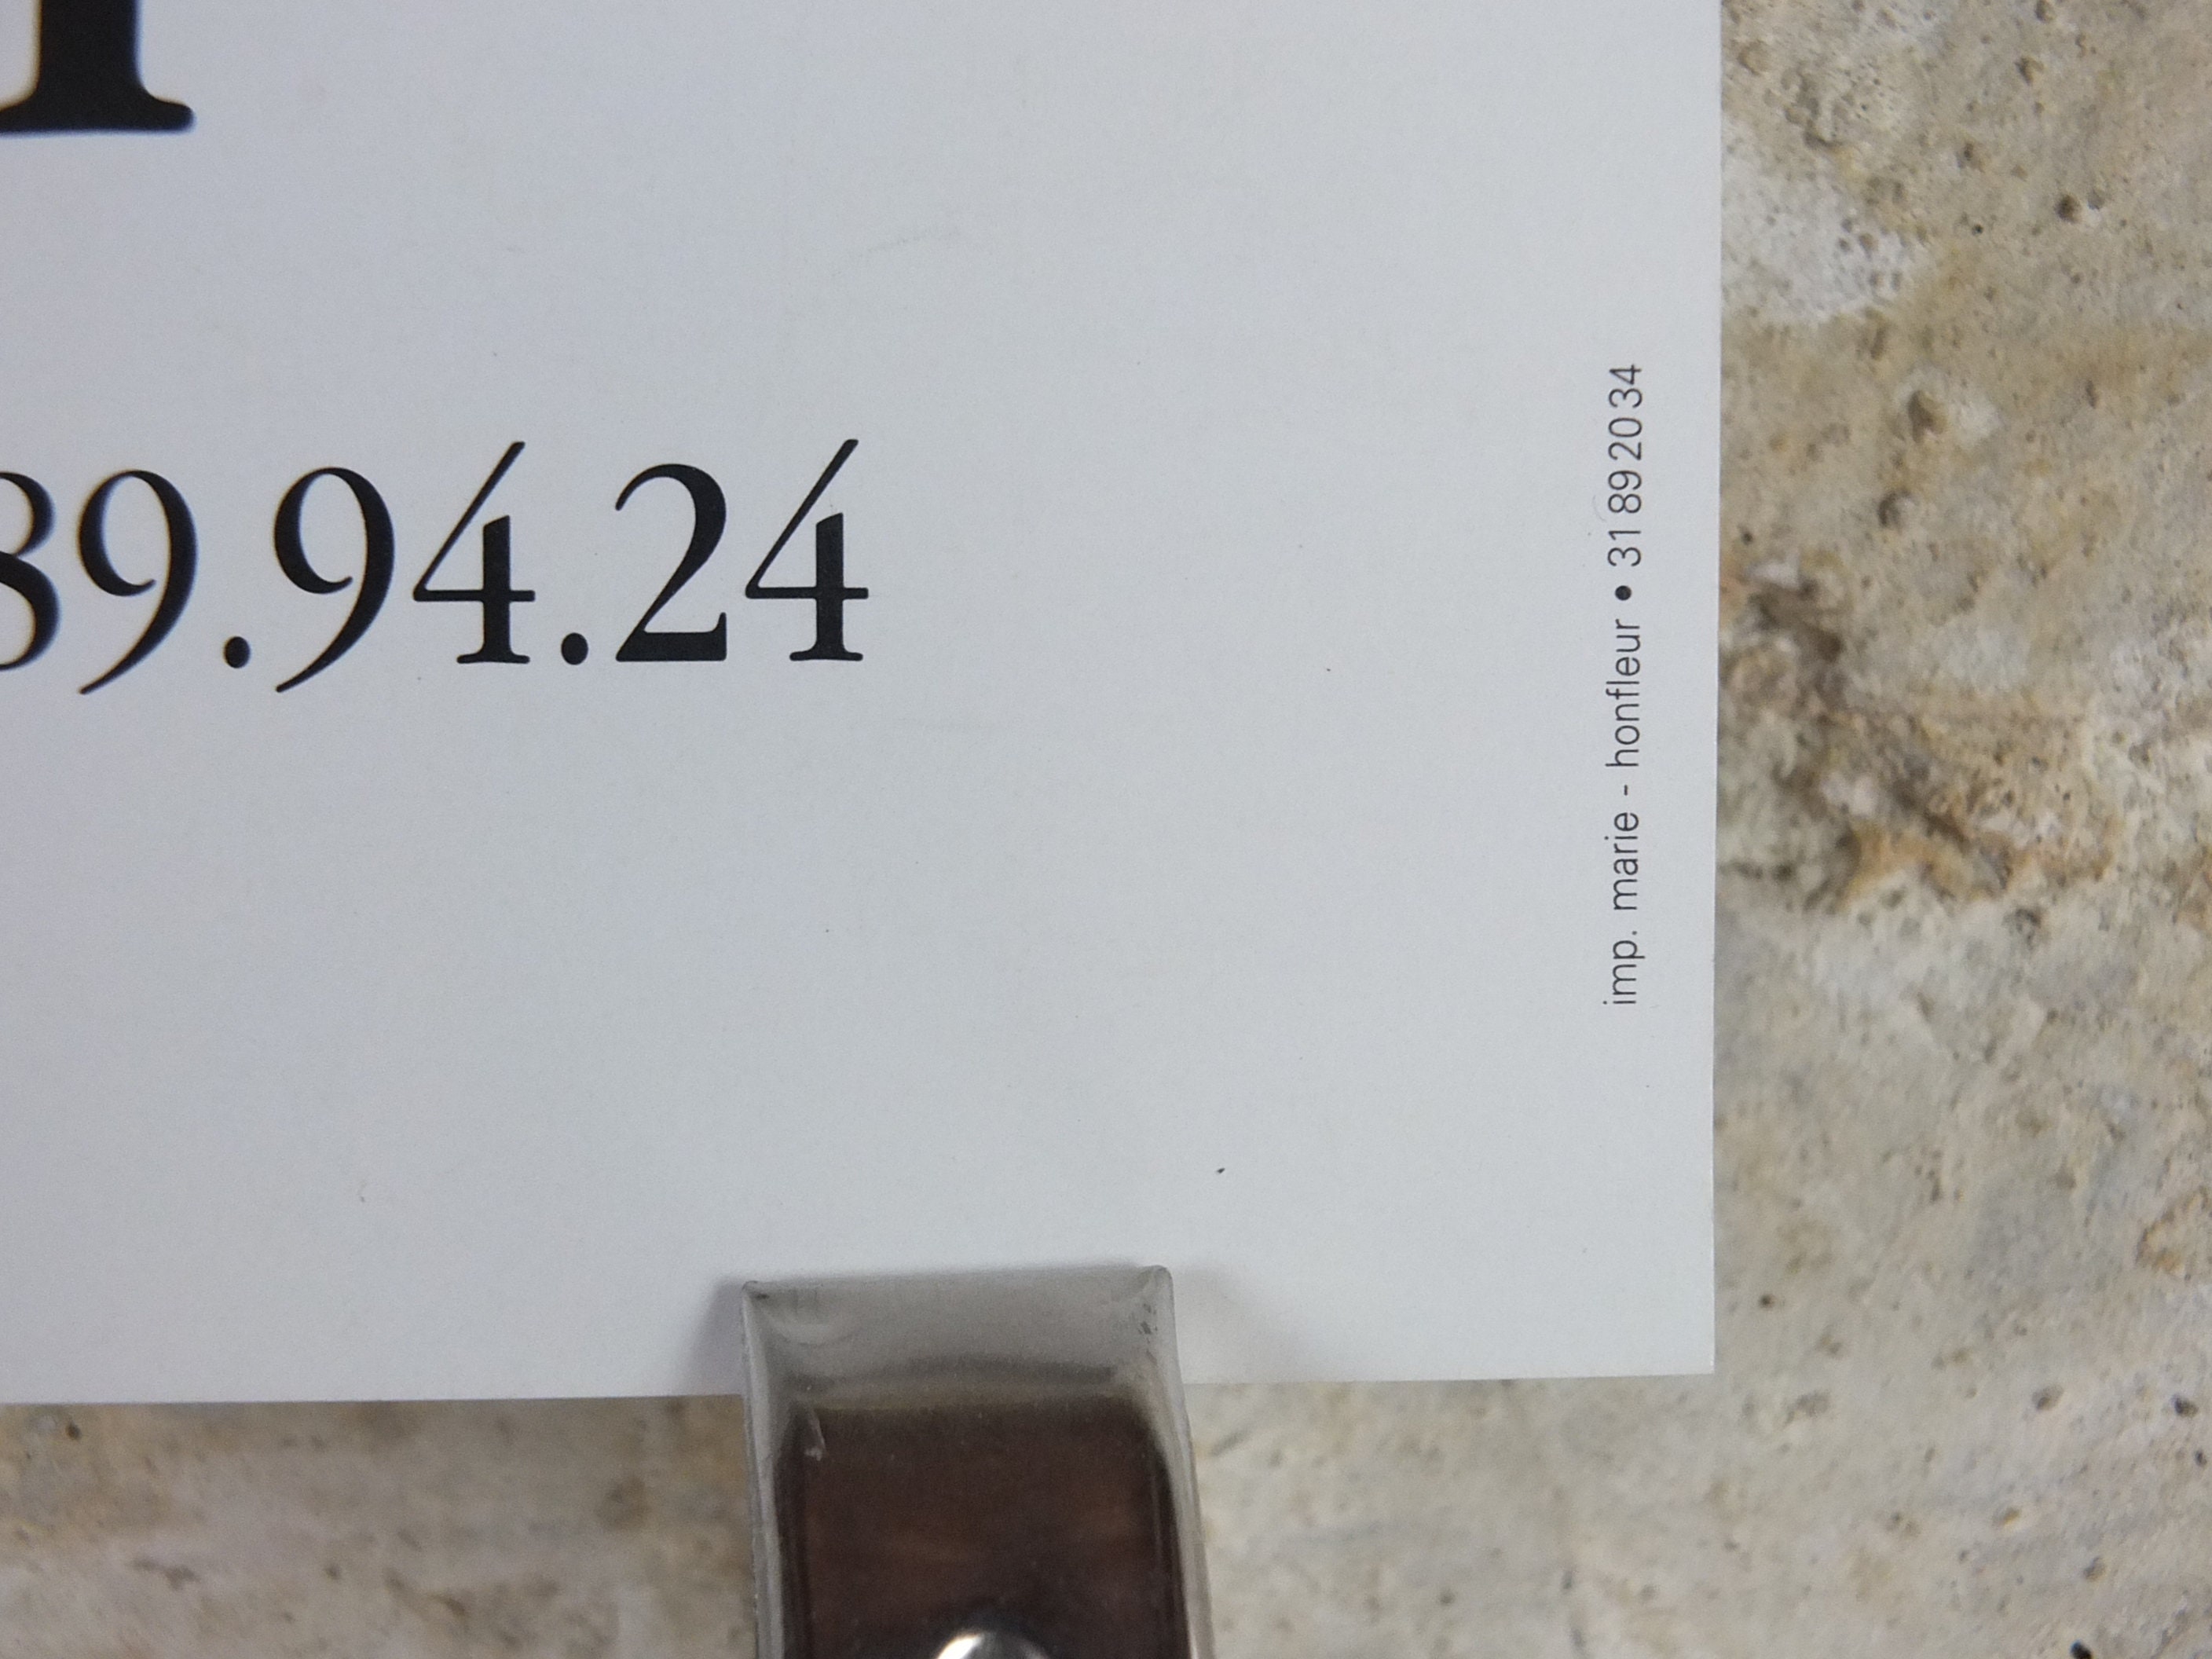 89.94.24
imp. marie - honfleur • 31 89 20 34